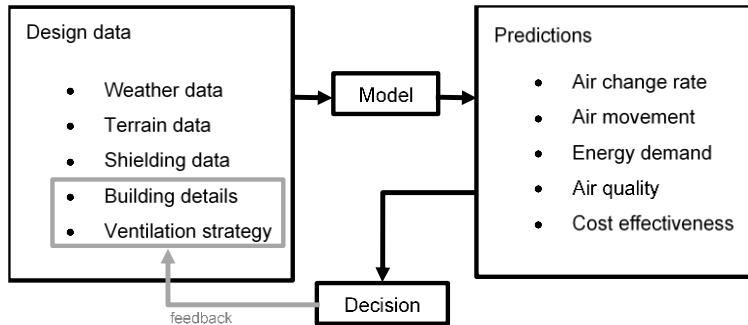 Design data
• Weather data
• Terrain data
• Shielding data
• Building details
• Ventilation strategy
Model
Predictions
• Air change rate
• Air movement
• Energy demand
• Air quality
• Cost effectiveness
Decision
feedback